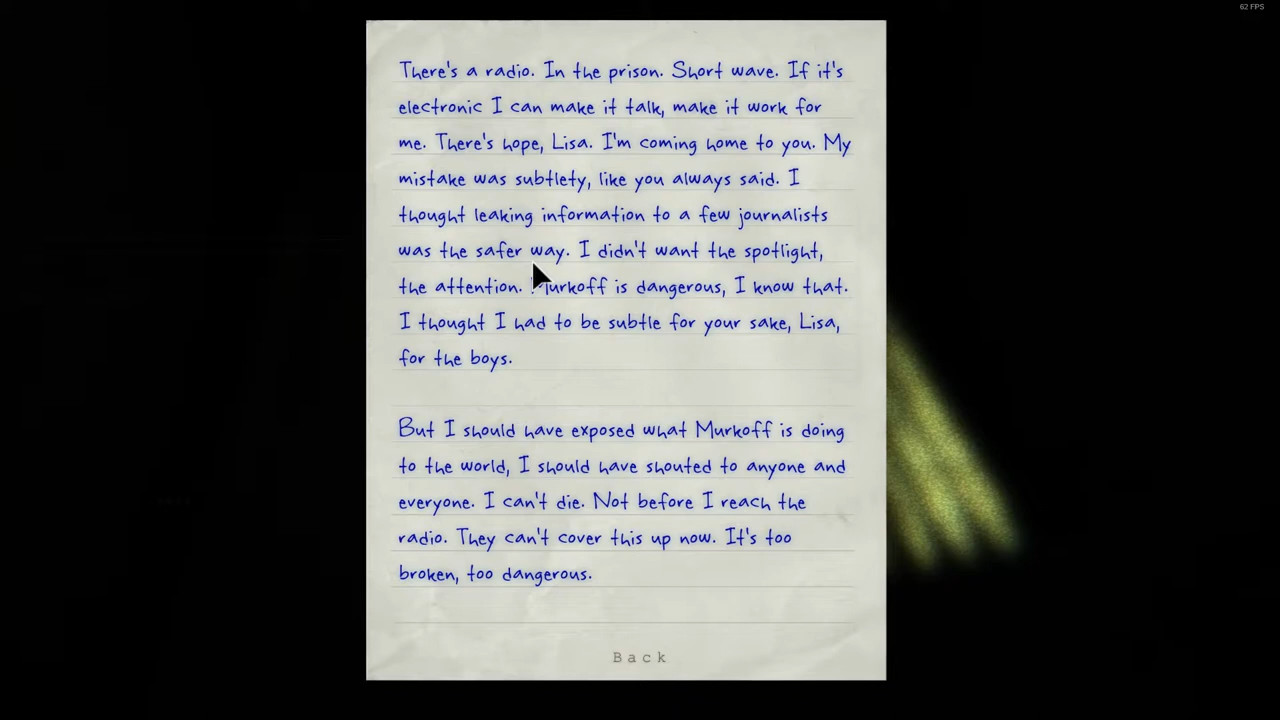 62 FPS
There's a radio. In the prison. Short wave. If it's
electronic I can make it talk, make it work for
me. There's hope, Lisa. I'm coming home to you. My
mistake was subtlety, like you always said. I
thought leaking information to a few journalists
was the safer way. I didn't want the spotlight,
the attention. Murkoff is dangerous, I know that.
I thought I had to be subtle for your sake, Lisa,
for the boys.
But I should have exposed what Murkoff is doing
to the world, I should have shouted to anyone and
everyone. I can't die. Not before I reach the
radio. They can't cover this up now. It's too
broken, too dangerous.
Back